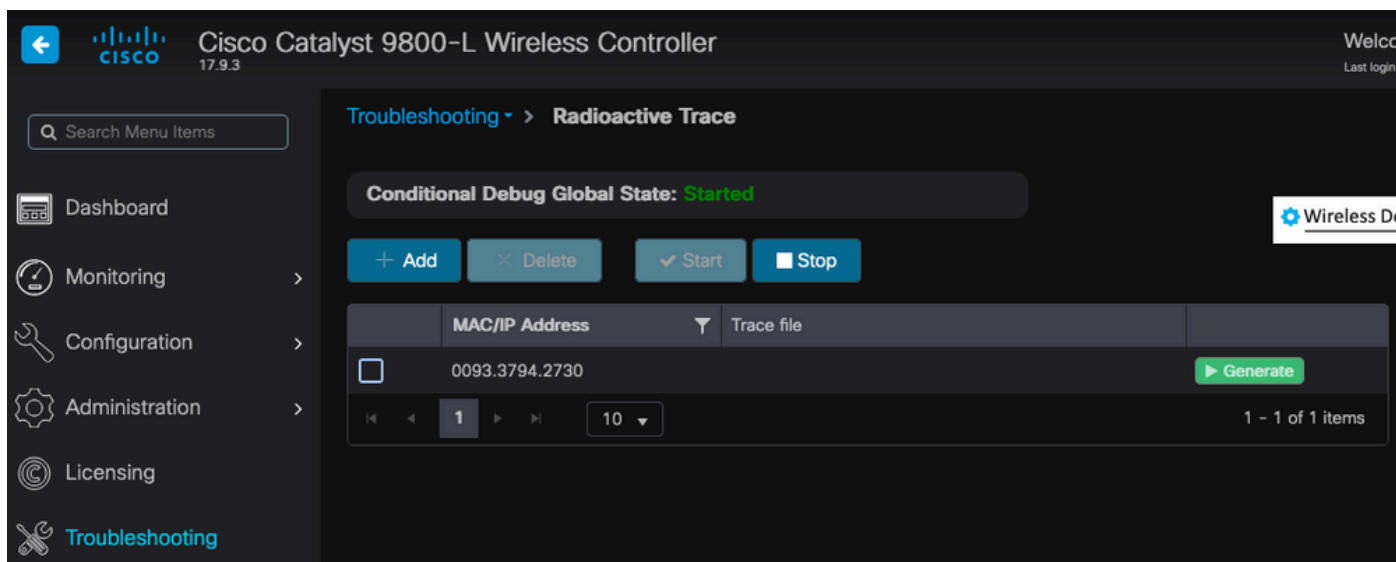 CISCO
Cisco Catalyst 9800-L Wireless Controller
17.9.3
Welco
Last login
Search Menu Items
Troubleshooting > Radioactive Trace
Conditional Debug Global State: Started
Dashboard
Wireless De
+ Add × Delete ✔ Start Stop
Monitoring >
MAC/IP Address Trace file
Configuration >
0093.3794.2730 Generate
Administration >
1 10 1 - 1 of 1 items
Licensing
Troubleshooting